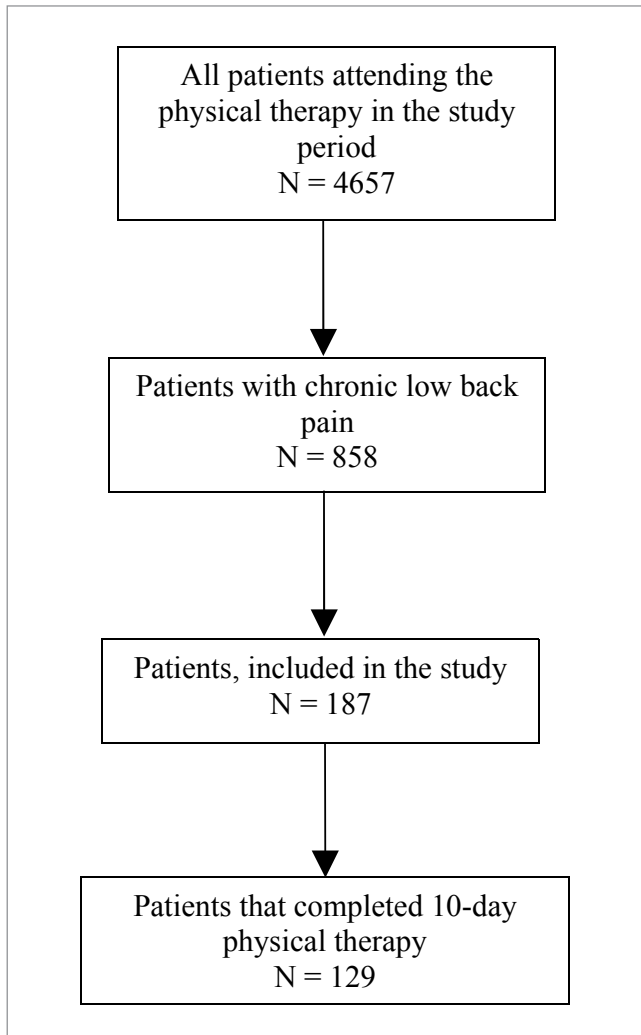 All patients attending the
physical therapy in the study
period
N = 4657
Patients with chronic low back
pain
N = 858
Patients, included in the study
N = 187
Patients that completed 10-day
physical therapy
N = 129